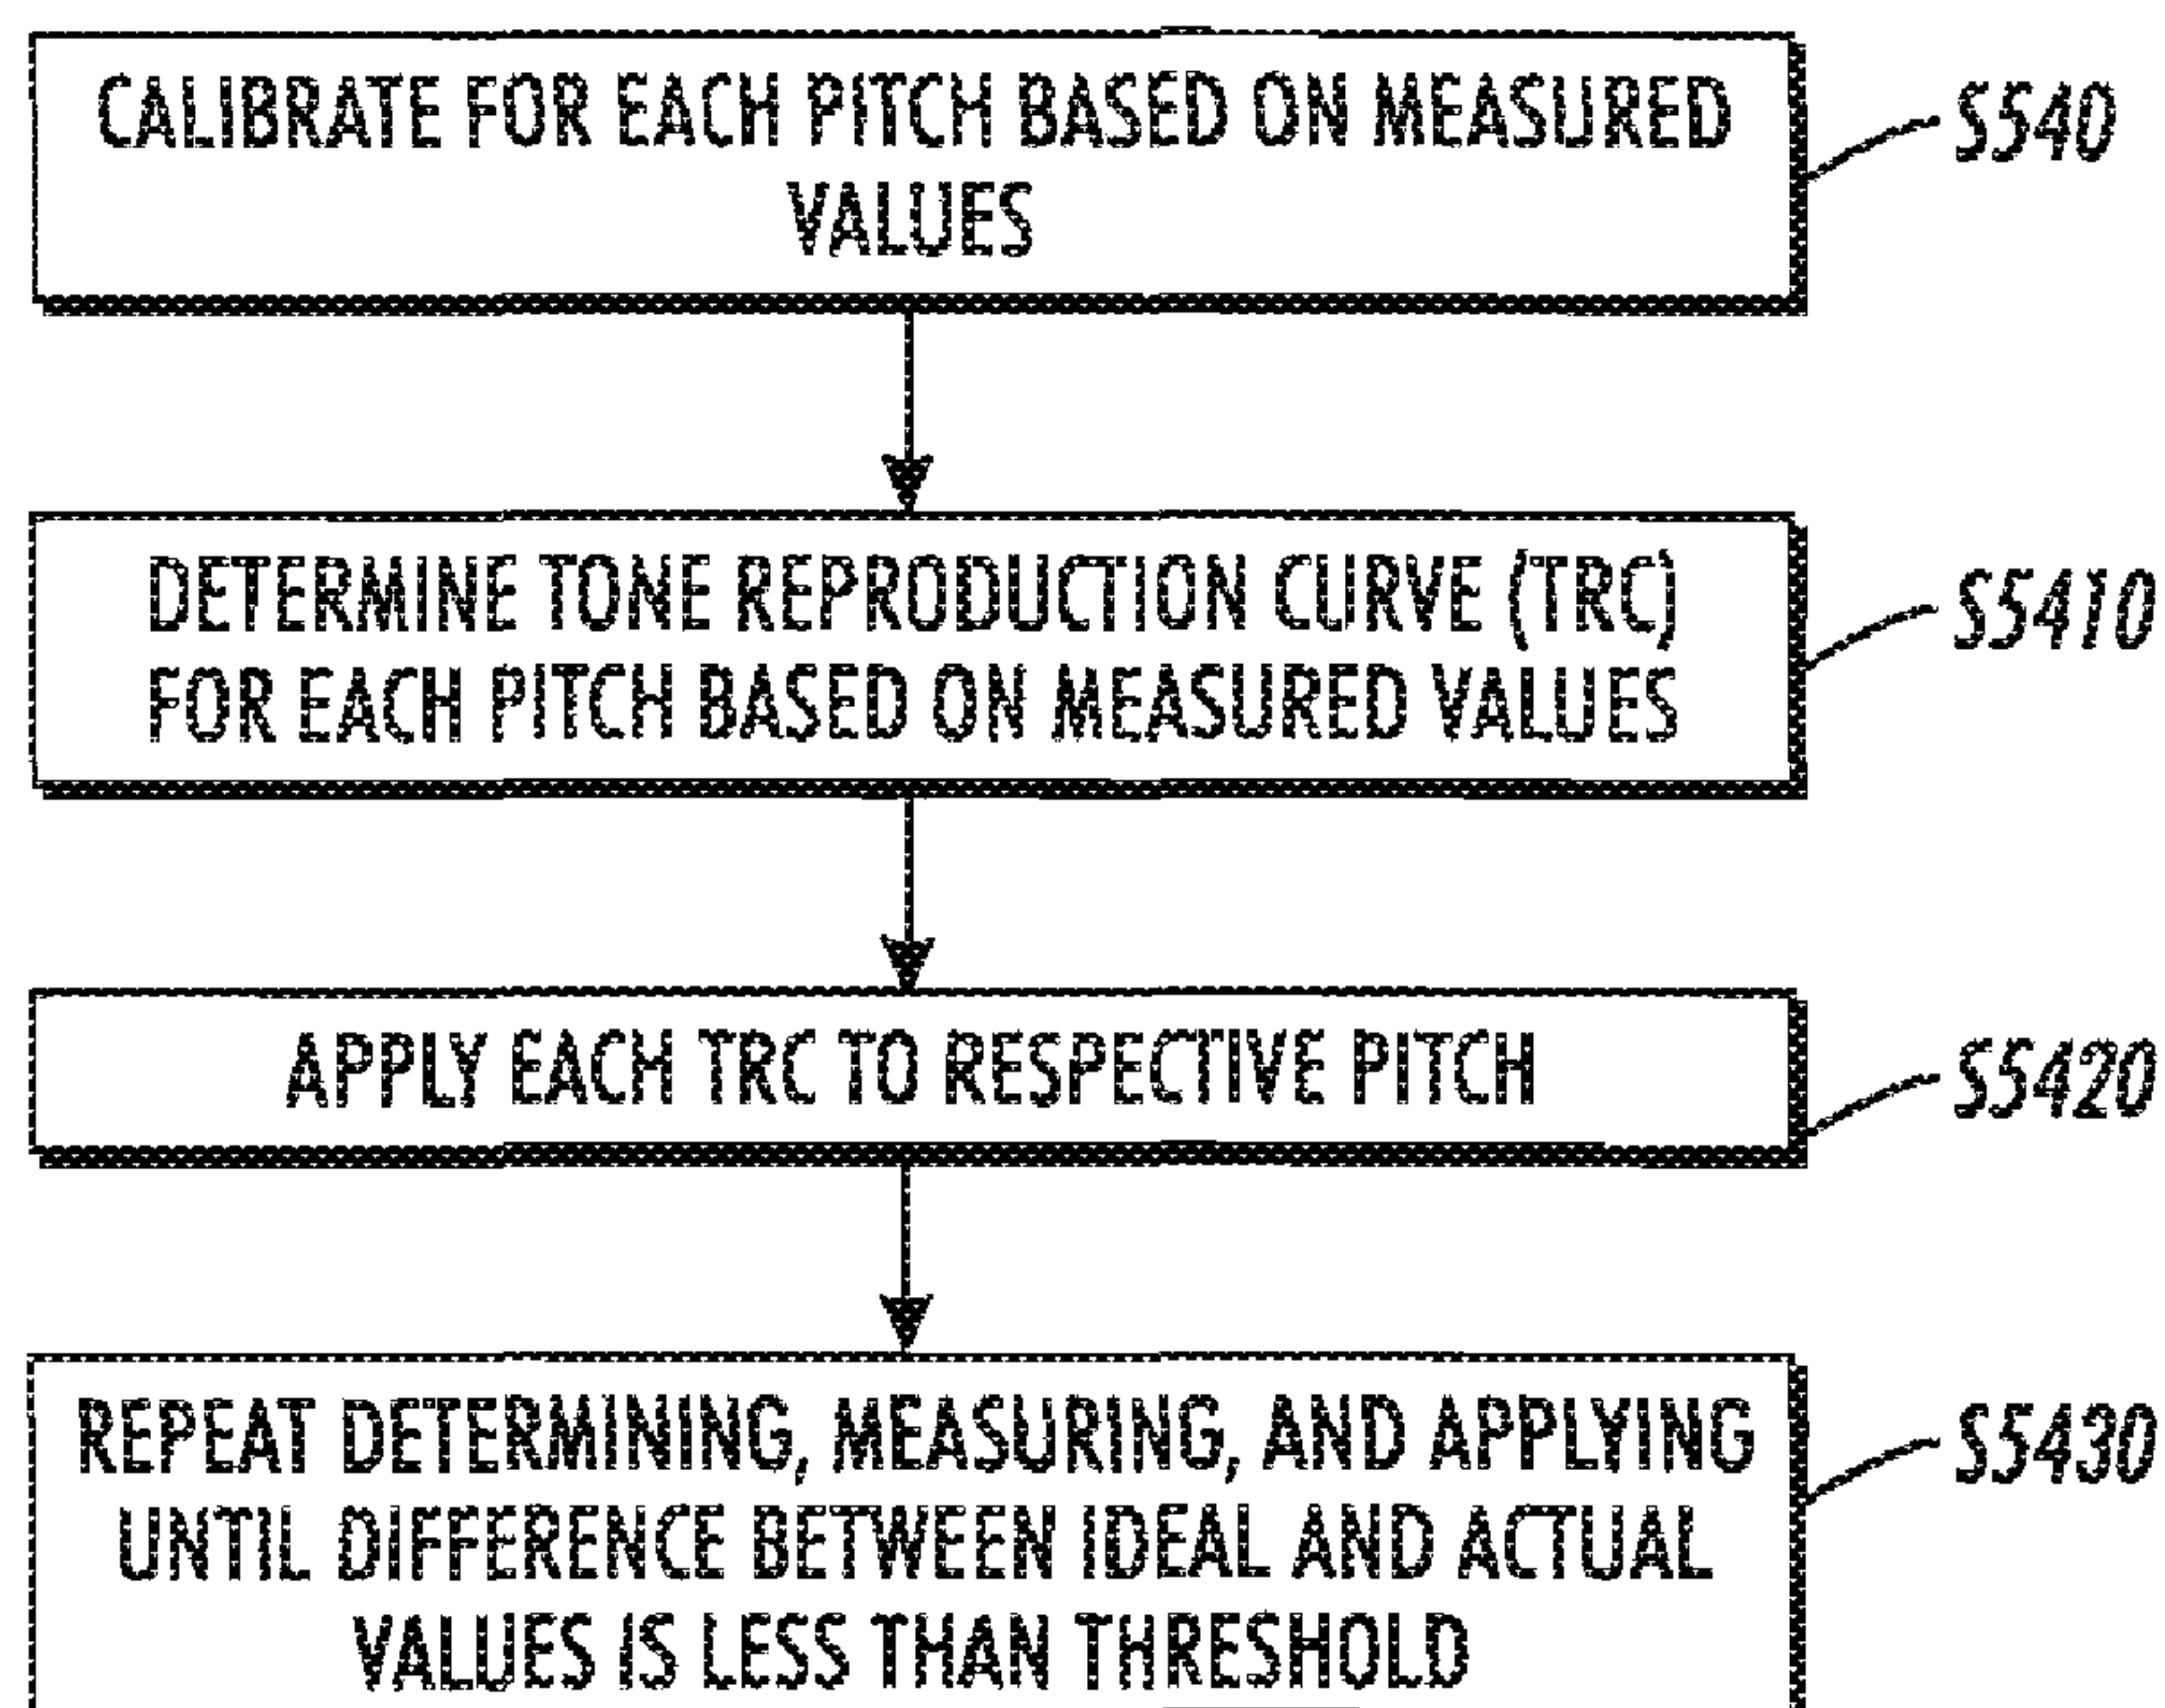 CALIBRATE FOR EACH PITCH BASED ON MEASURED
VALUES
S540
DETERMINE TONE REPRODUCTION CURVE (TRC)
FOR EACH PITCH BASED ON MEASURED VALUES
S5410
APPLY EACH TRC TO RESPECTIVE PITCH
S5420
REPEAT DETERMINING, MEASURING, AND APPLYING
UNTIL DIFFERENCE BETWEEN IDEAL AND ACTUAL
VALUES IS LESS THAN THRESHOLD
S5430